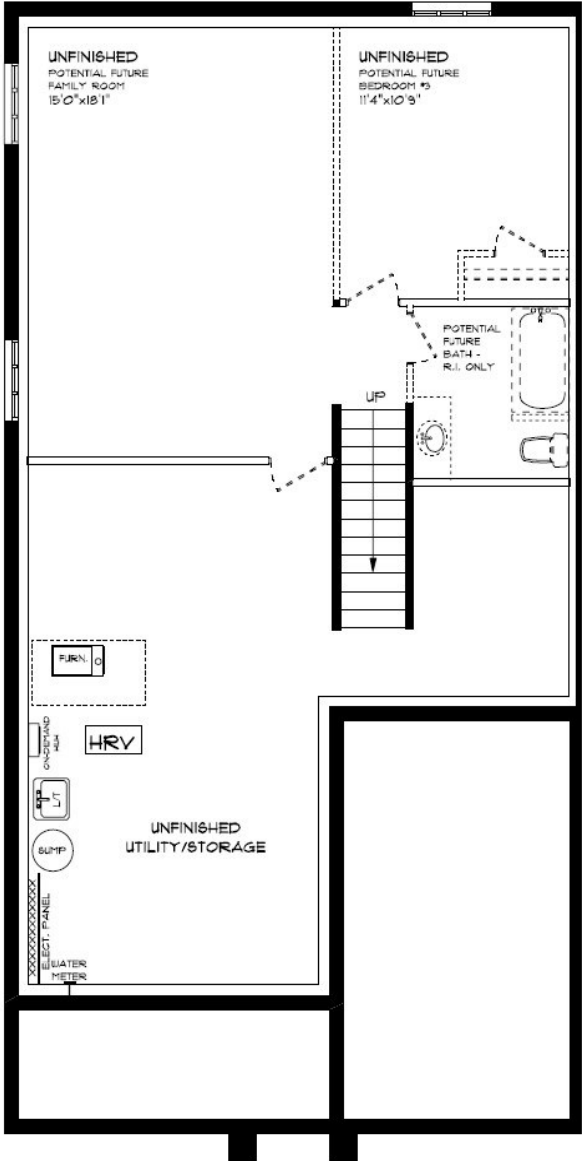 UNFINISHED
POTENTIAL FUTURE
FAMILY ROOM
15'0"x18'1"
UNFINISHED
POTENTIAL FUTURE
BEDROOM #3
11'4"x10'9"
POTENTIAL
FUTURE
BATH -
R.I. ONLY
UP
FURN.
ON-DEMAND
HWH
HRV
L/T
SUMP
UNFINISHED
UTILITY/STORAGE
ELECT. PANEL
WATER
METER